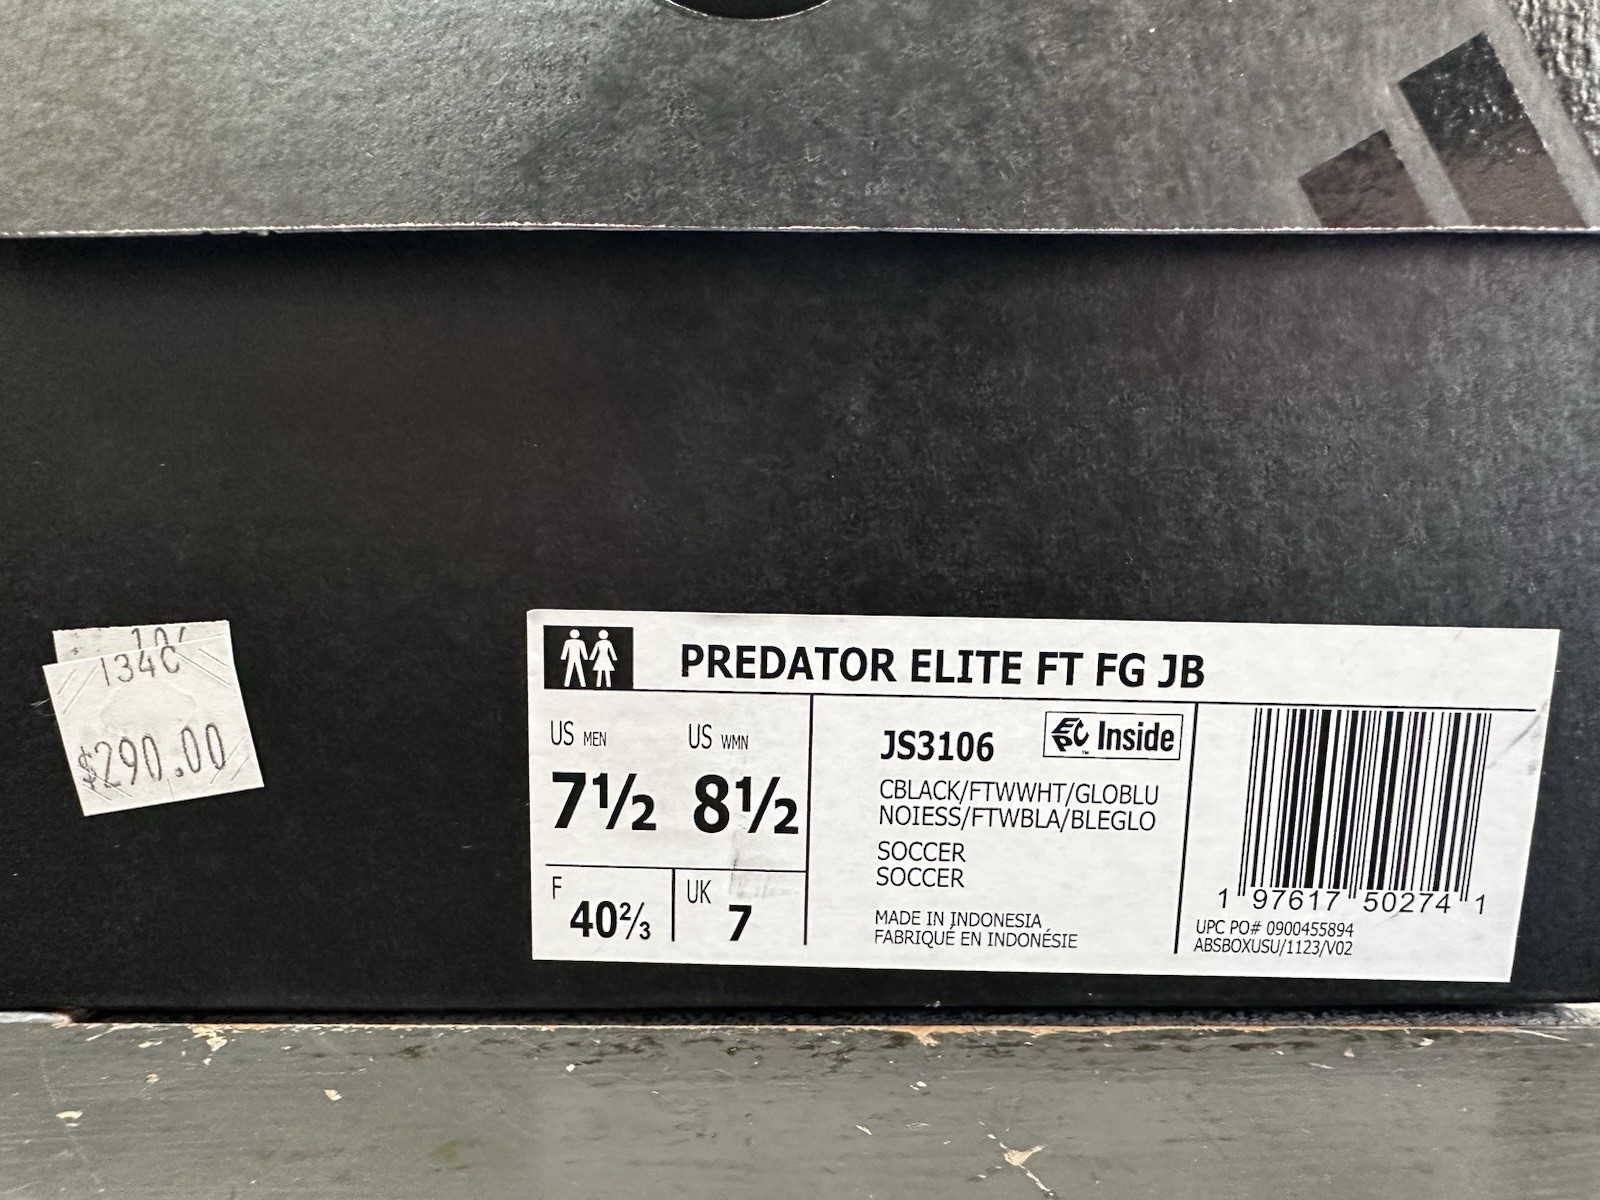 134C
$290.00
PREDATOR ELITE FT FG JB
US MEN
7½
US WMN
8½
F
40⅔
UK
7
JS3106
EPC Inside
CBLACK/FTWWHT/GLOBLU
NOIESS/FTWBLA/BLEGLO
SOCCER
SOCCER
MADE IN INDONESIA
FABRIQUÉ EN INDONÉSIE
1 97617 50274 1
UPC PO# 0900455894
ABSBOXUSU/1123/V02